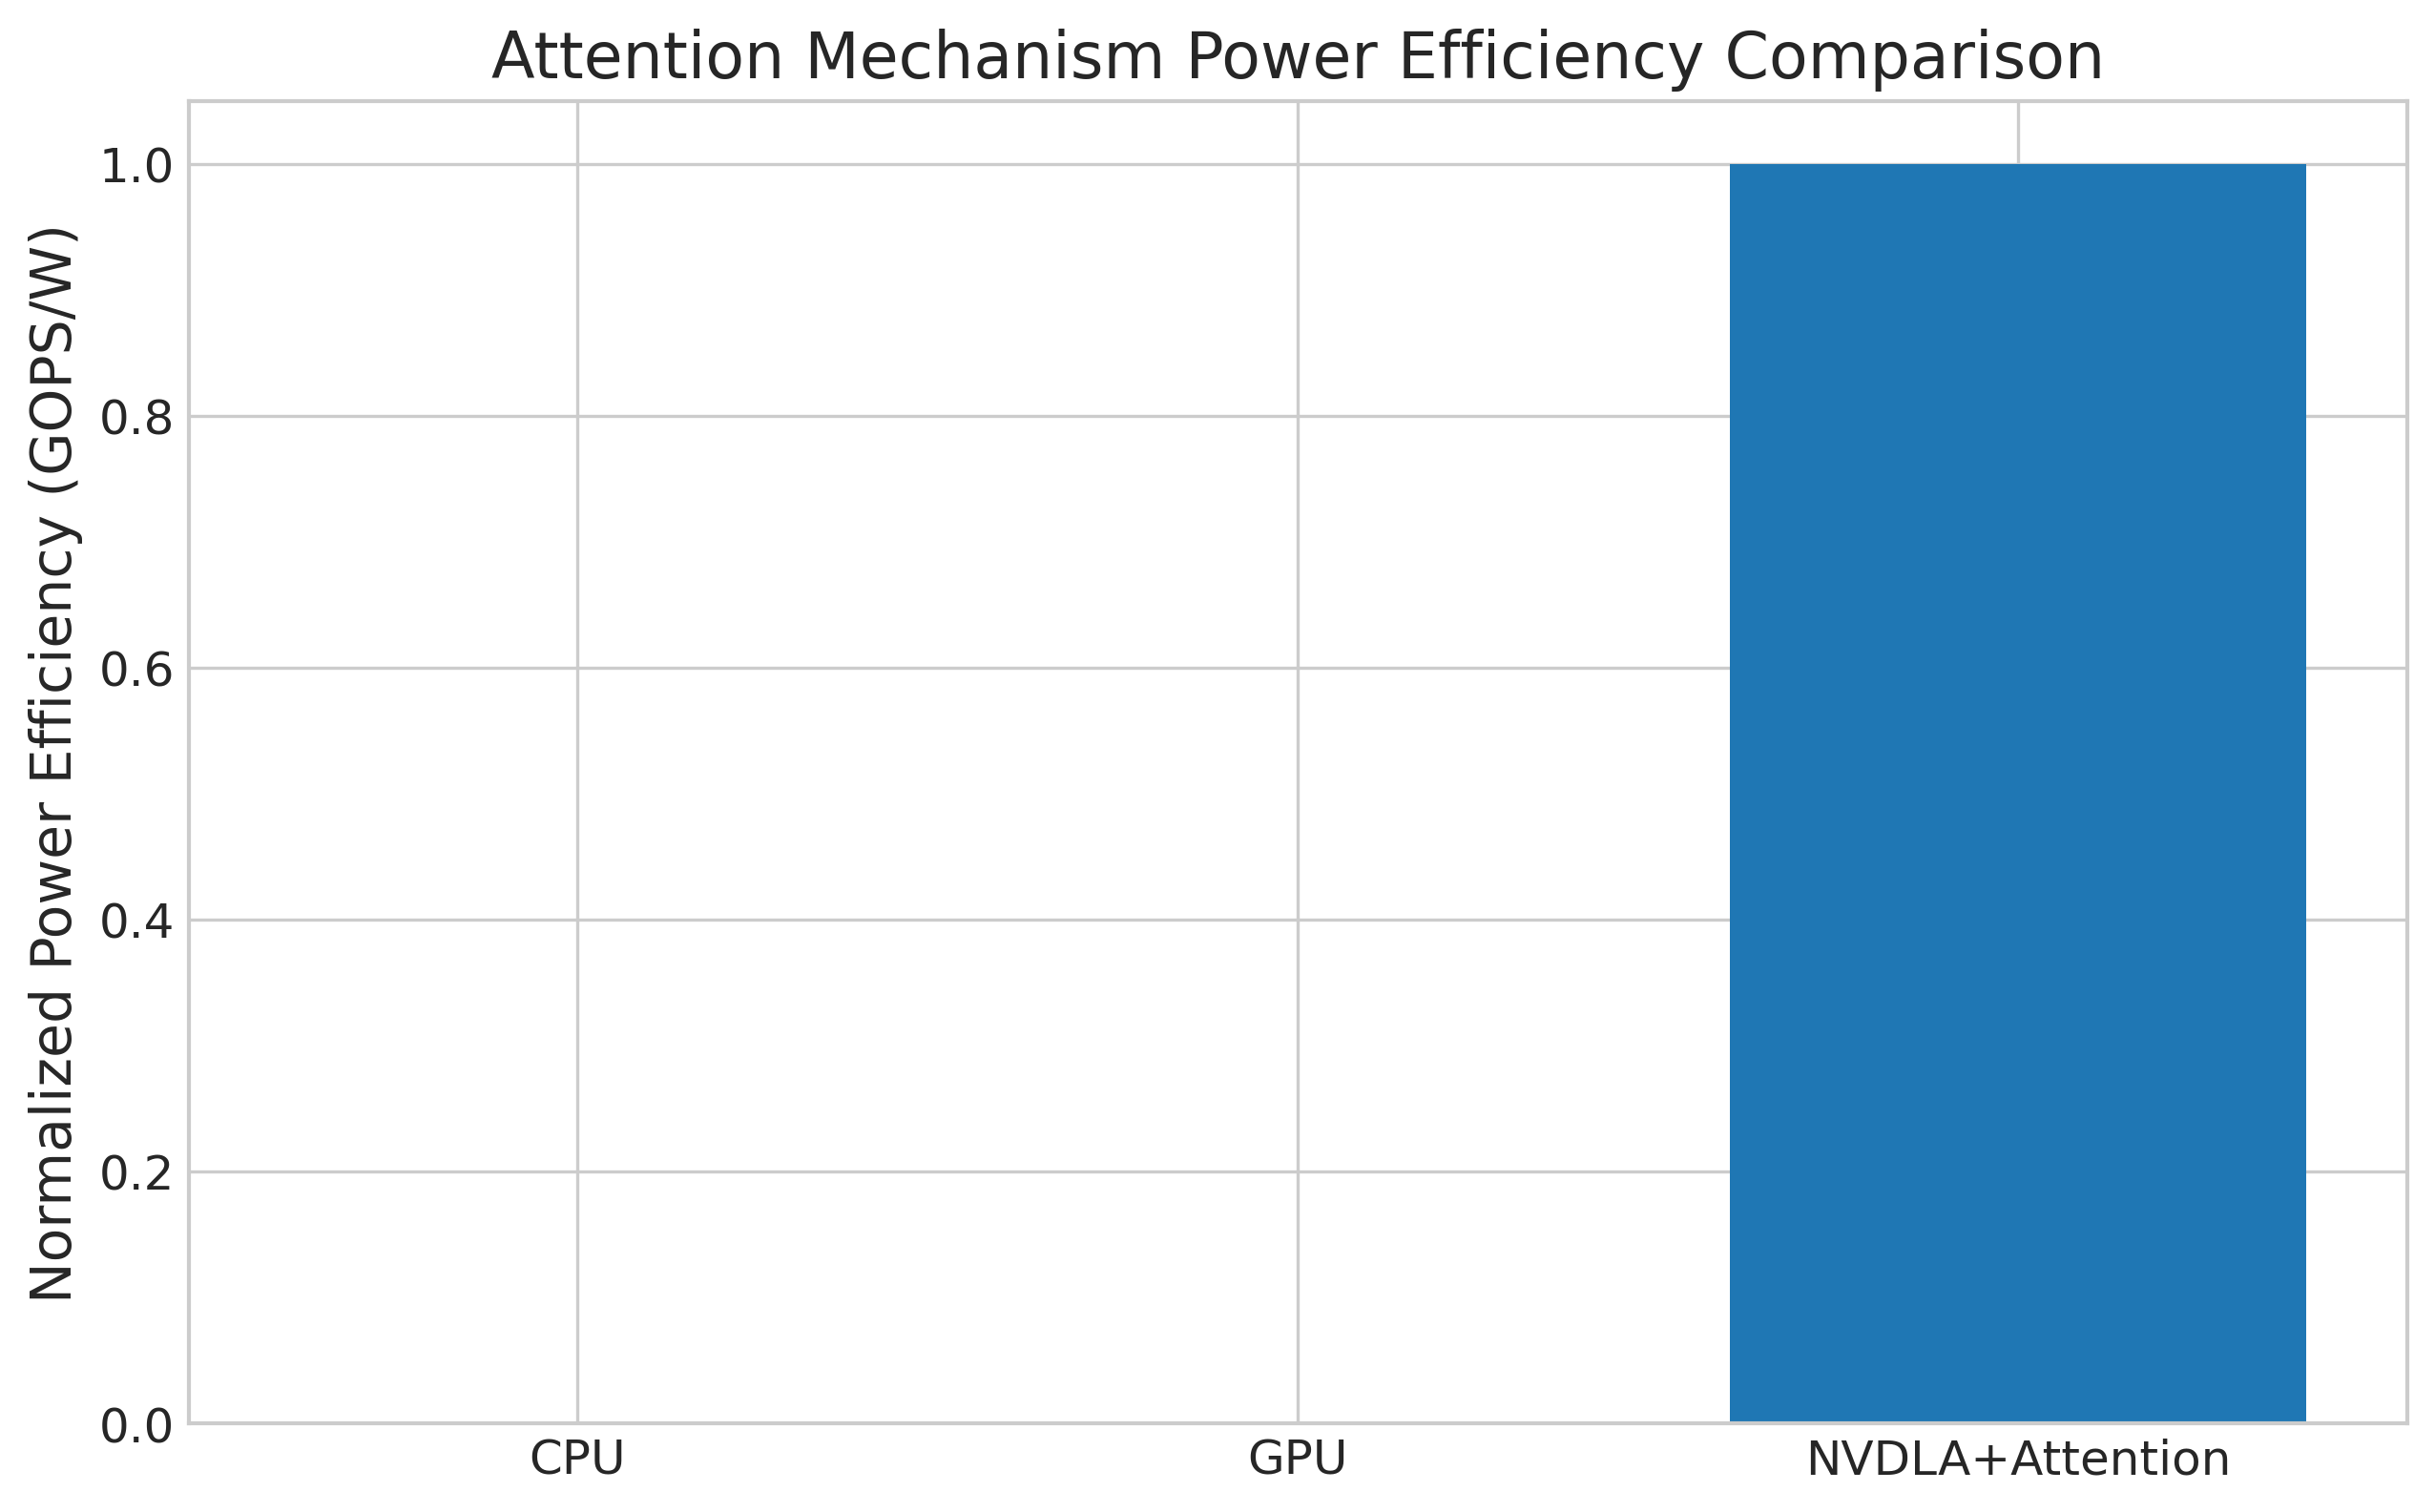 Attention Mechanism Power Efficiency Comparison
Normalized Power Efficiency (GOPS/W)
1.0
0.8
0.6
0.4
0.2
0.0
CPU
GPU
NVDLA+Attention